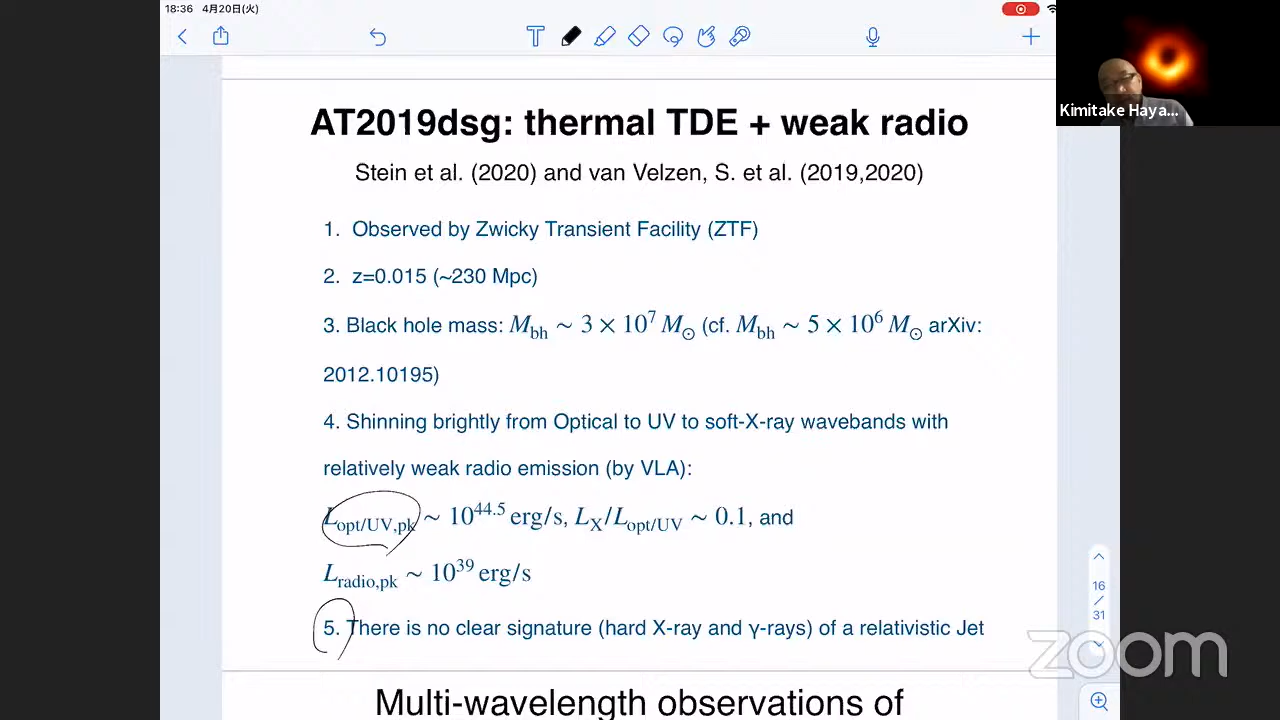 18:36 4月20日(火)
AT2019dsg: thermal TDE + weak radio
Kimitake Haya...
Stein et al. (2020) and van Velzen, S. et al. (2019,2020)
1. Observed by Zwicky Transient Facility (ZTF)
2. z=0.015 (~230 Mpc)
3. Black hole mass: M_bh ∼ 3 × 10^7 M_⊙ (cf. M_bh ∼ 5 × 10^6 M_⊙ arXiv:
2012.10195)
4. Shinning brightly from Optical to UV to soft-X-ray wavebands with
relatively weak radio emission (by VLA):
L_opt/UV,pk ∼ 10^44.5 erg/s, L_X/L_opt/UV ∼ 0.1, and
L_radio,pk ∼ 10^39 erg/s
5. There is no clear signature (hard X-ray and γ-rays) of a relativistic Jet
16
/
31
zoom
Multi-wavelength observations of